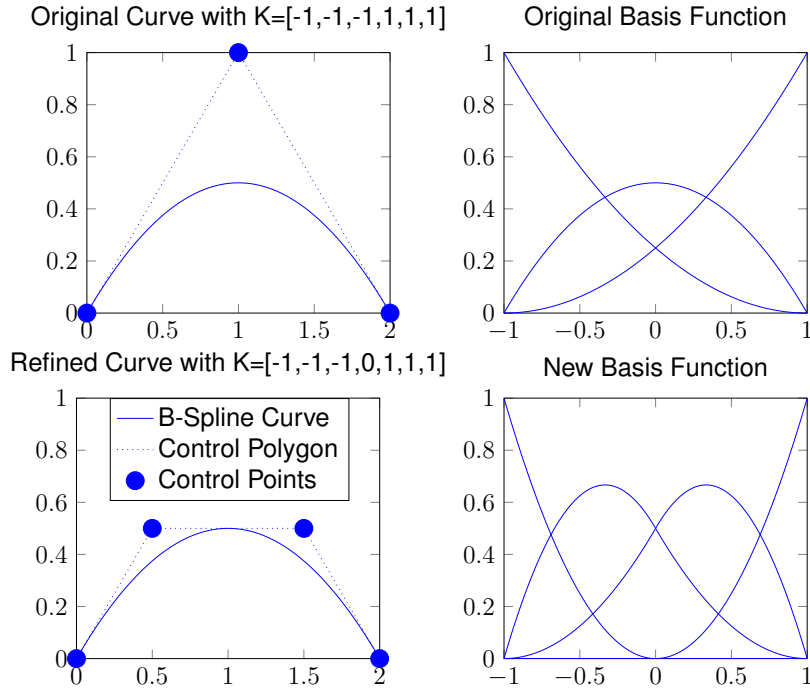 Original Curve with K=[-1,-1,-1,1,1,1]
Original Basis Function
1
0.8
0.6
0.4
0.2
0
0 0.5 1 1.5 2
1
0.8
0.6
0.4
0.2
0
−1 −0.5 0 0.5 1
Refined Curve with K=[-1,-1,-1,0,1,1,1]
New Basis Function
1
0.8
0.6
0.4
0.2
0
0 0.5 1 1.5 2
B-Spline Curve
Control Polygon
Control Points
1
0.8
0.6
0.4
0.2
0
−1 −0.5 0 0.5 1